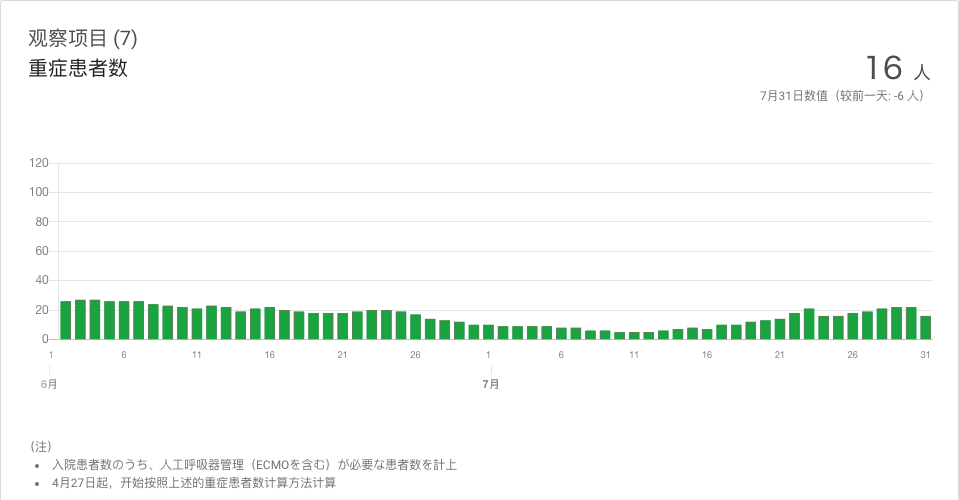 观察项目 (7)
重症患者数
16 人
7月31日数值（较前一天: -6 人）
120
100
80
60
40
20
0
1 6 11 16 21 26 1 6 11 16 21 26 31
6月 7月
（注）
• 入院患者数のうち、人工呼吸器管理（ECMOを含む）が必要な患者数を計上
• 4月27日起，开始按照上述的重症患者数计算方法计算